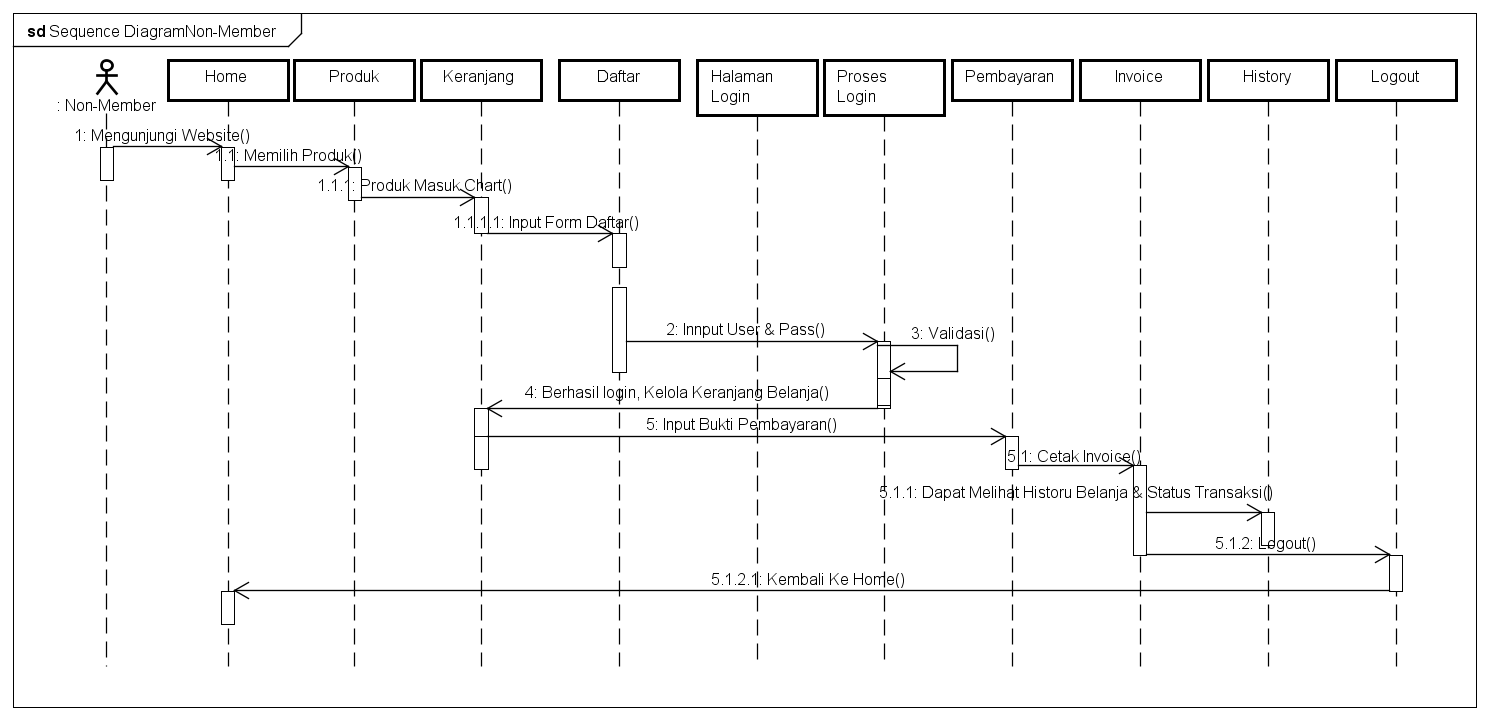 sd Sequence DiagramNon-Member
: Non-Member
Home
Produk
Keranjang
Daftar
Halaman
Login
Proses
Login
Pembayaran
Invoice
History
Logout
1: Mengunjungi Website()
1.1: Memilih Produk()
1.1.1: Produk Masuk Chart()
1.1.1.1: Input Form Daftar()
2: Innput User & Pass()
3: Validasi()
4: Berhasil login, Kelola Keranjang Belanja()
5: Input Bukti Pembayaran()
5.1: Cetak Invoice()
5.1.1: Dapat Melihat Historu Belanja & Status Transaksi()
5.1.2: Logout()
5.1.2.1: Kembali Ke Home()